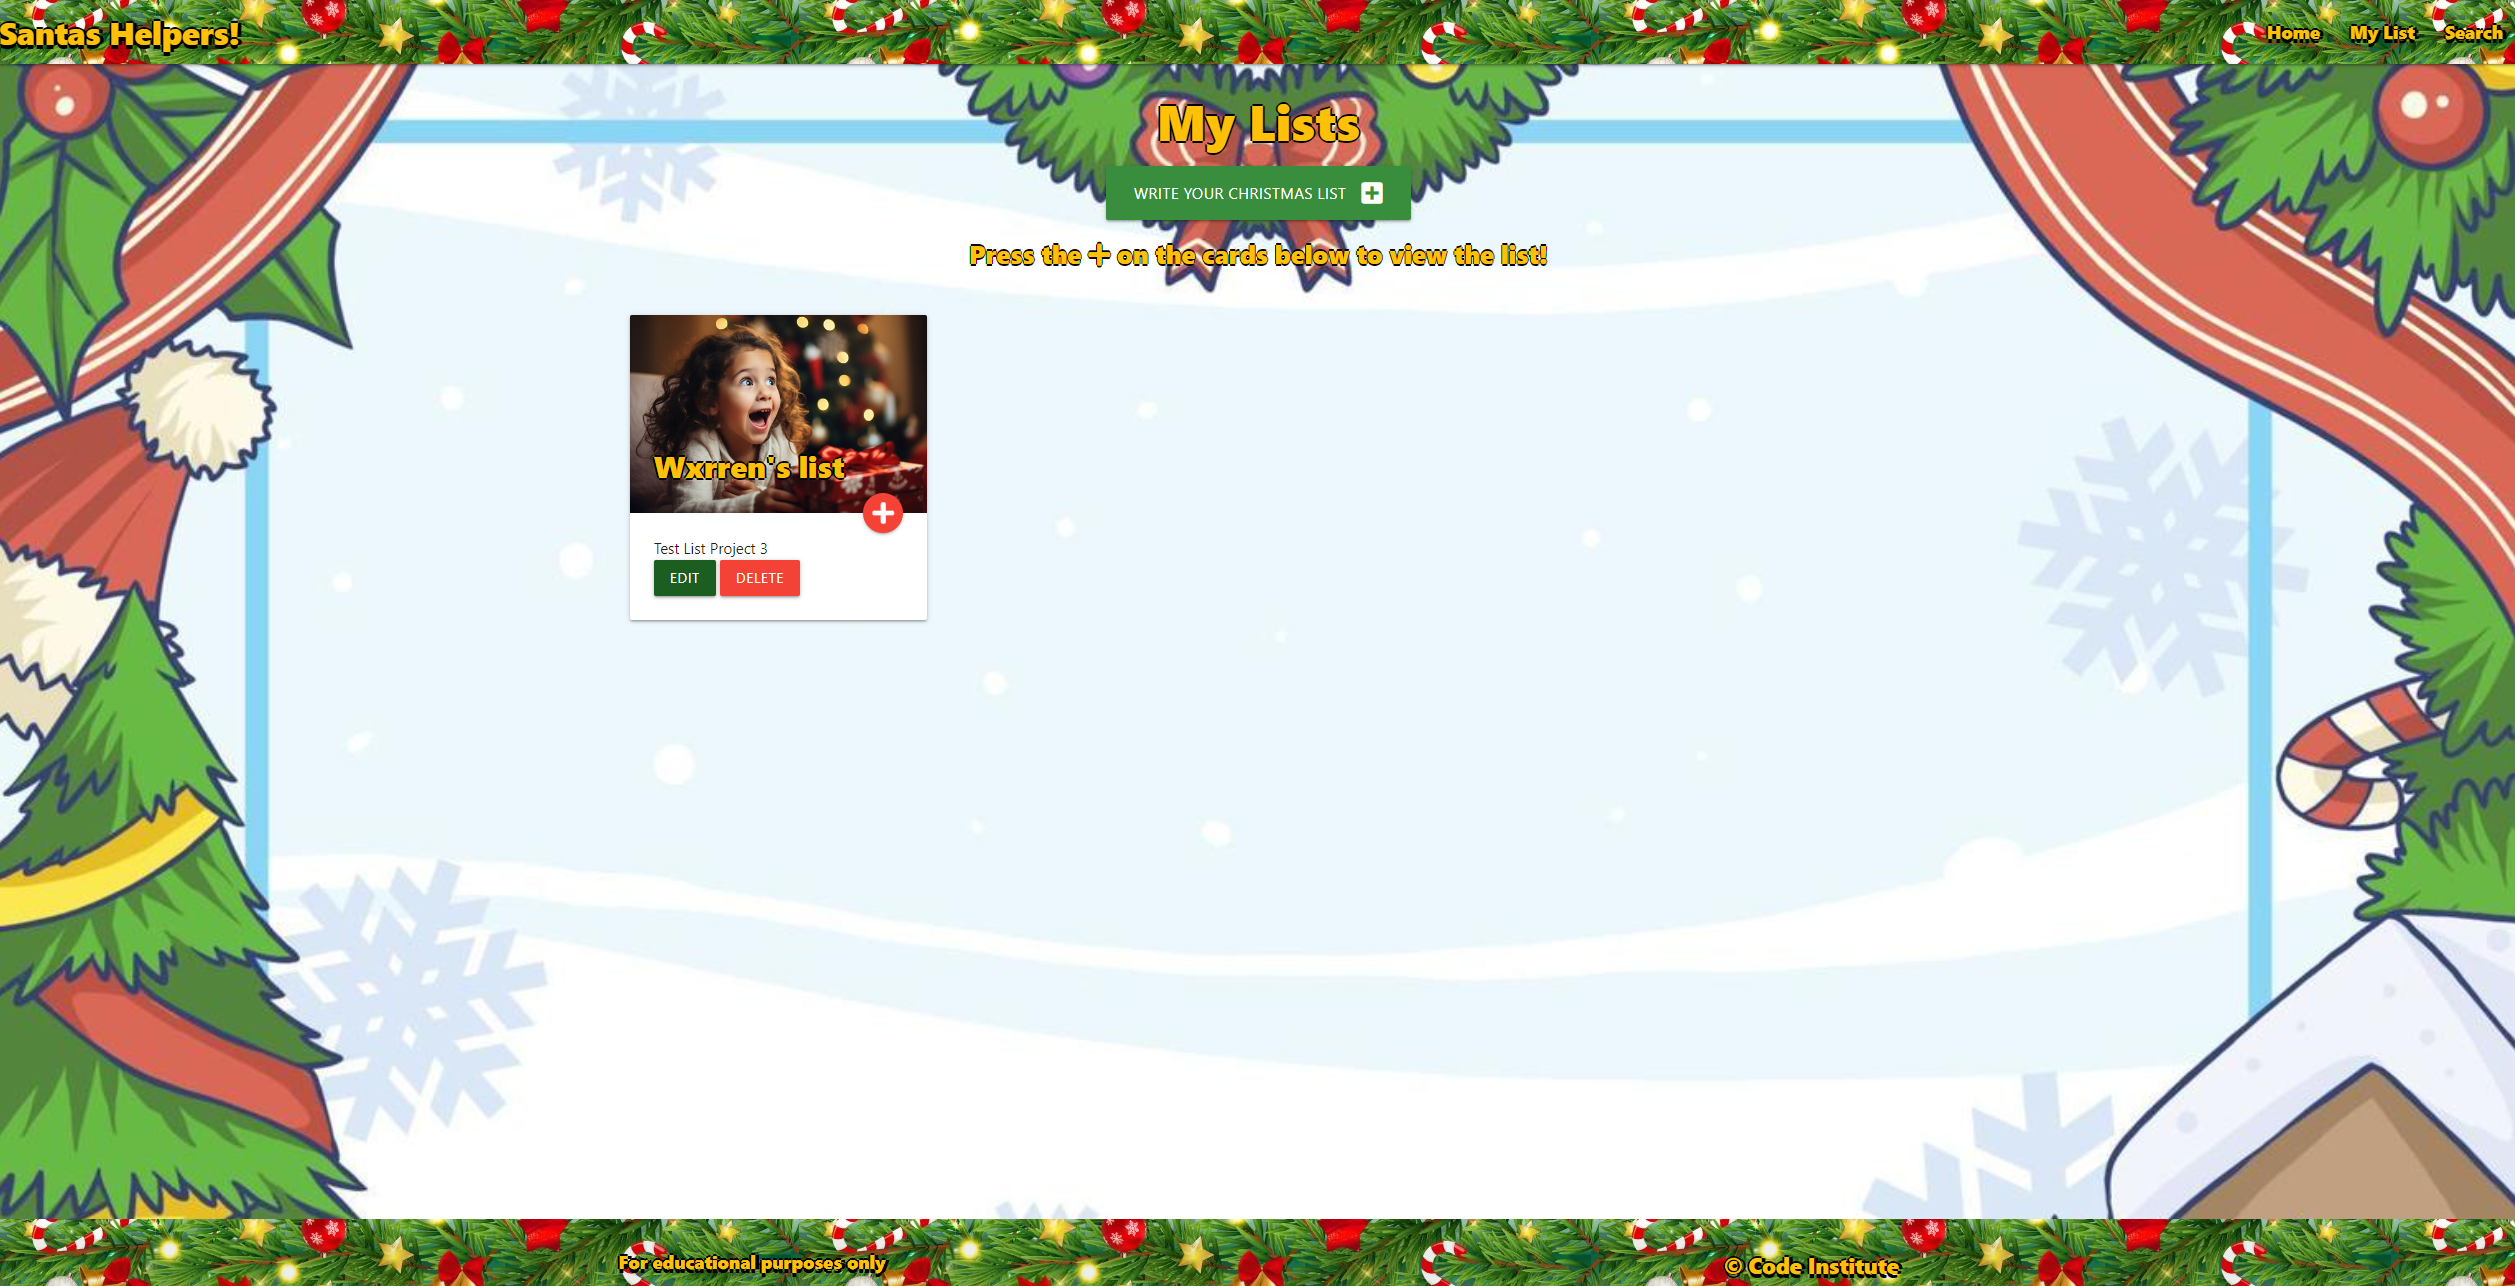 Santas Helpers!
Home My List Search
My Lists
WRITE YOUR CHRISTMAS LIST
Press the + on the cards below to view the list!
Wxrren's list
Test List Project 3
EDIT DELETE
For educational purposes only
© Code Institute